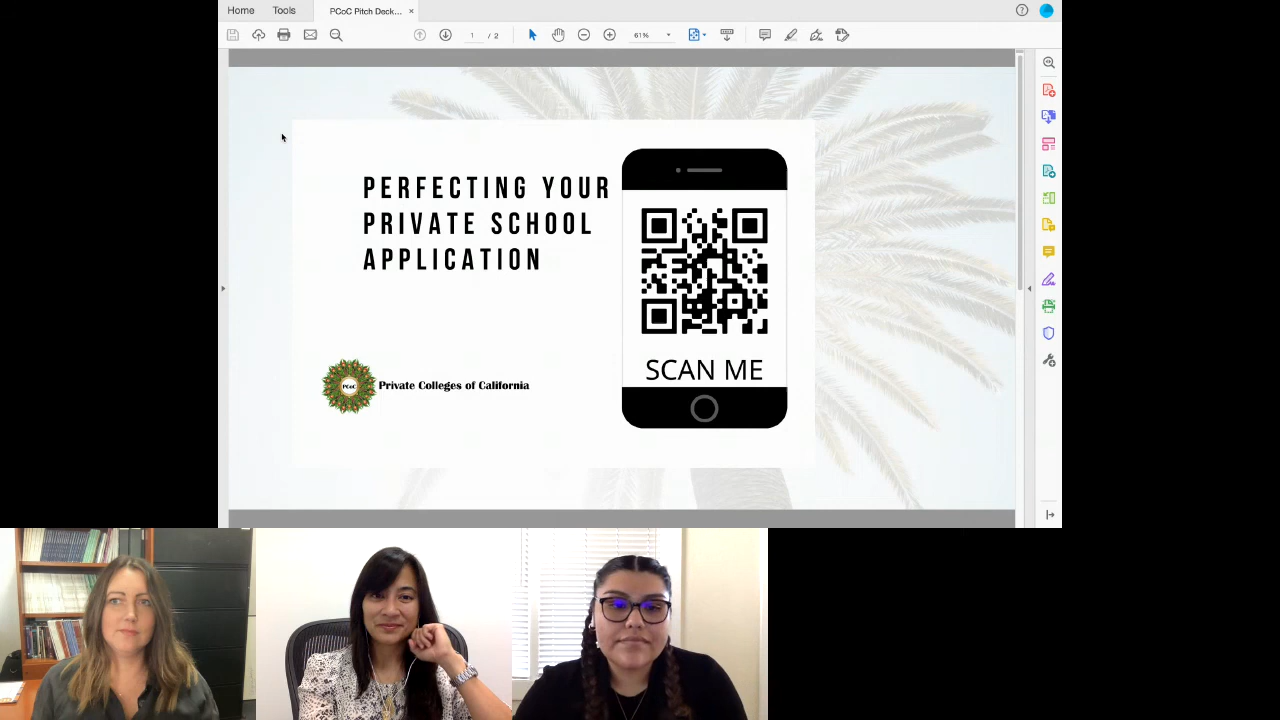 Home
Tools
PCoC Pitch Deck...
1 / 2
61%
PERFECTING YOUR
PRIVATE SCHOOL
APPLICATION
PCoC
Private Colleges of California
SCAN ME